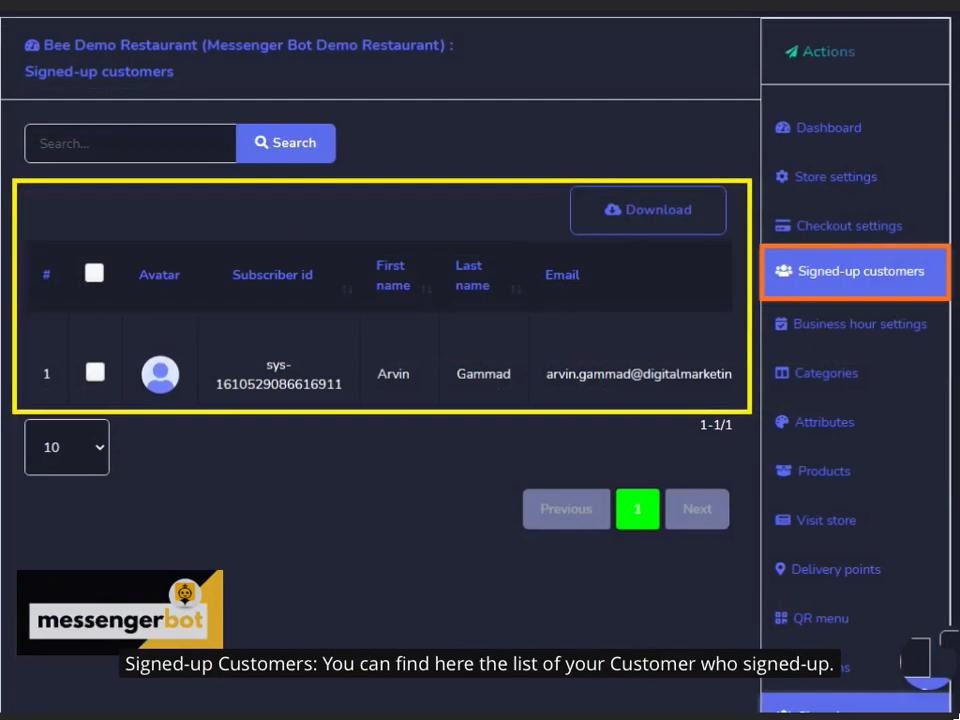 Bee Demo Restaurant (Messenger Bot Demo Restaurant) :
Signed-up customers
Actions
Search...
Search
Download
# Avatar Subscriber id First name Last name Email
1 sys-1610529086616911 Arvin Gammad arvin.gammad@digitalmarketin
10
1-1/1
Previous 1 Next
Dashboard
Store settings
Checkout settings
Signed-up customers
Business hour settings
Categories
Attributes
Products
Visit store
Delivery points
QR menu
messengerbot
Signed-up Customers: You can find here the list of your Customer who signed-up.